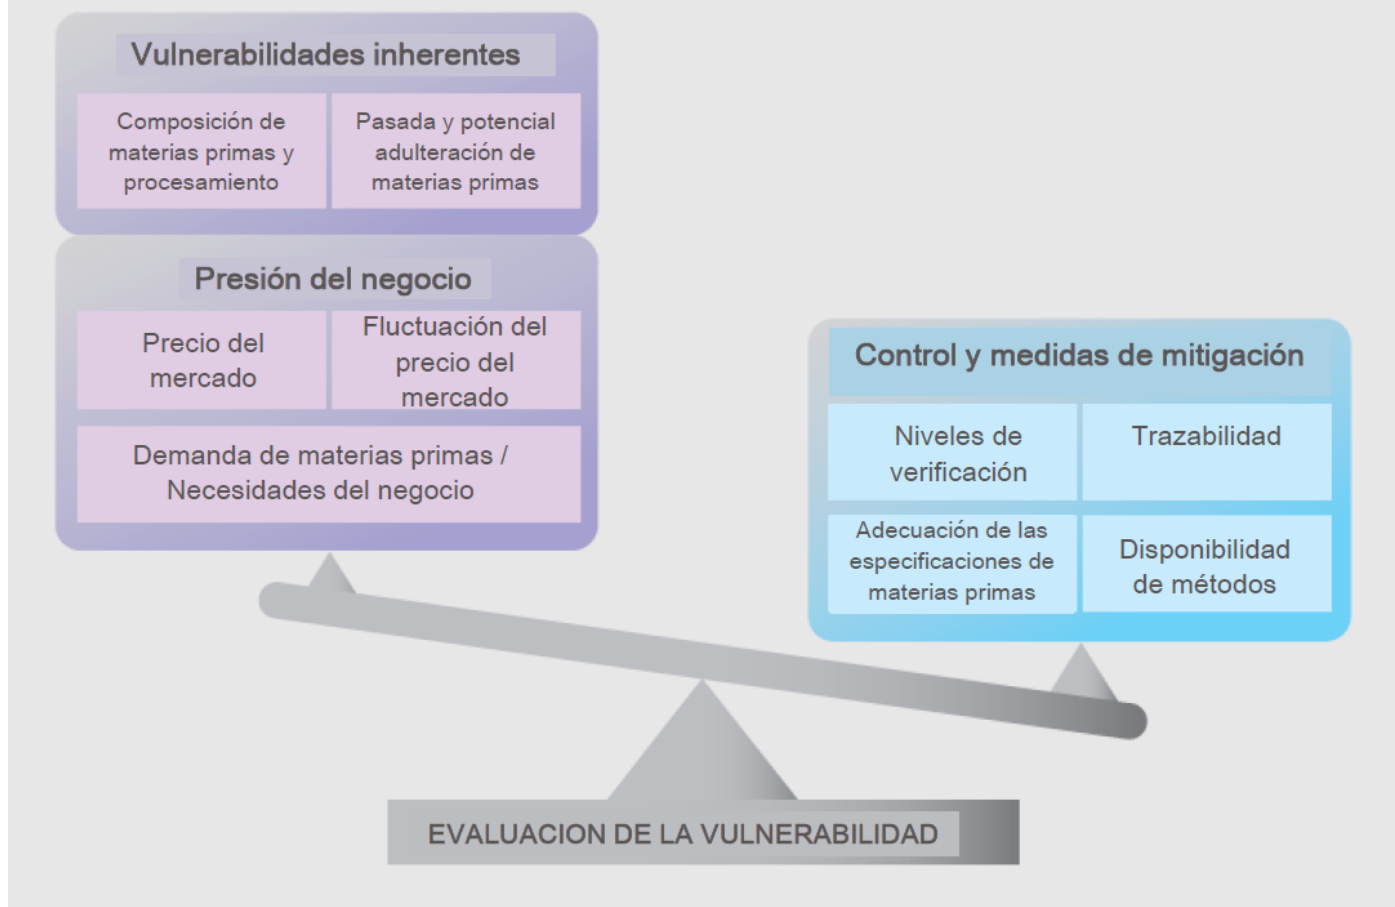 Vulnerabilidades inherentes
Composición de
materias primas y
procesamiento
Pasada y potencial
adulteración de
materias primas
Presión del negocio
Precio del
mercado
Fluctuación del
precio del
mercado
Demanda de materias primas /
Necesidades del negocio
Control y medidas de mitigación
Niveles de
verificación
Trazabilidad
Adecuación de las
especificaciones de
materias primas
Disponibilidad
de métodos
EVALUACION DE LA VULNERABILIDAD